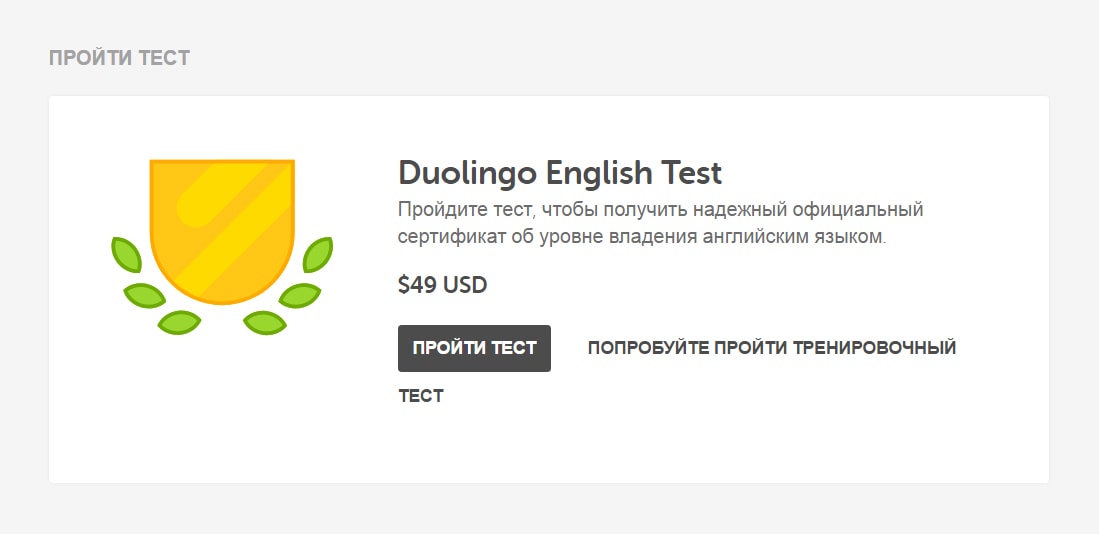 ПРОЙТИ ТЕСТ
Duolingo English Test
Пройдите тест, чтобы получить надежный официальный
сертификат об уровне владения английским языком.
$49 USD
ПРОЙТИ ТЕСТ
ПОПРОБУЙТЕ ПРОЙТИ ТРЕНИРОВОЧНЫЙ
ТЕСТ